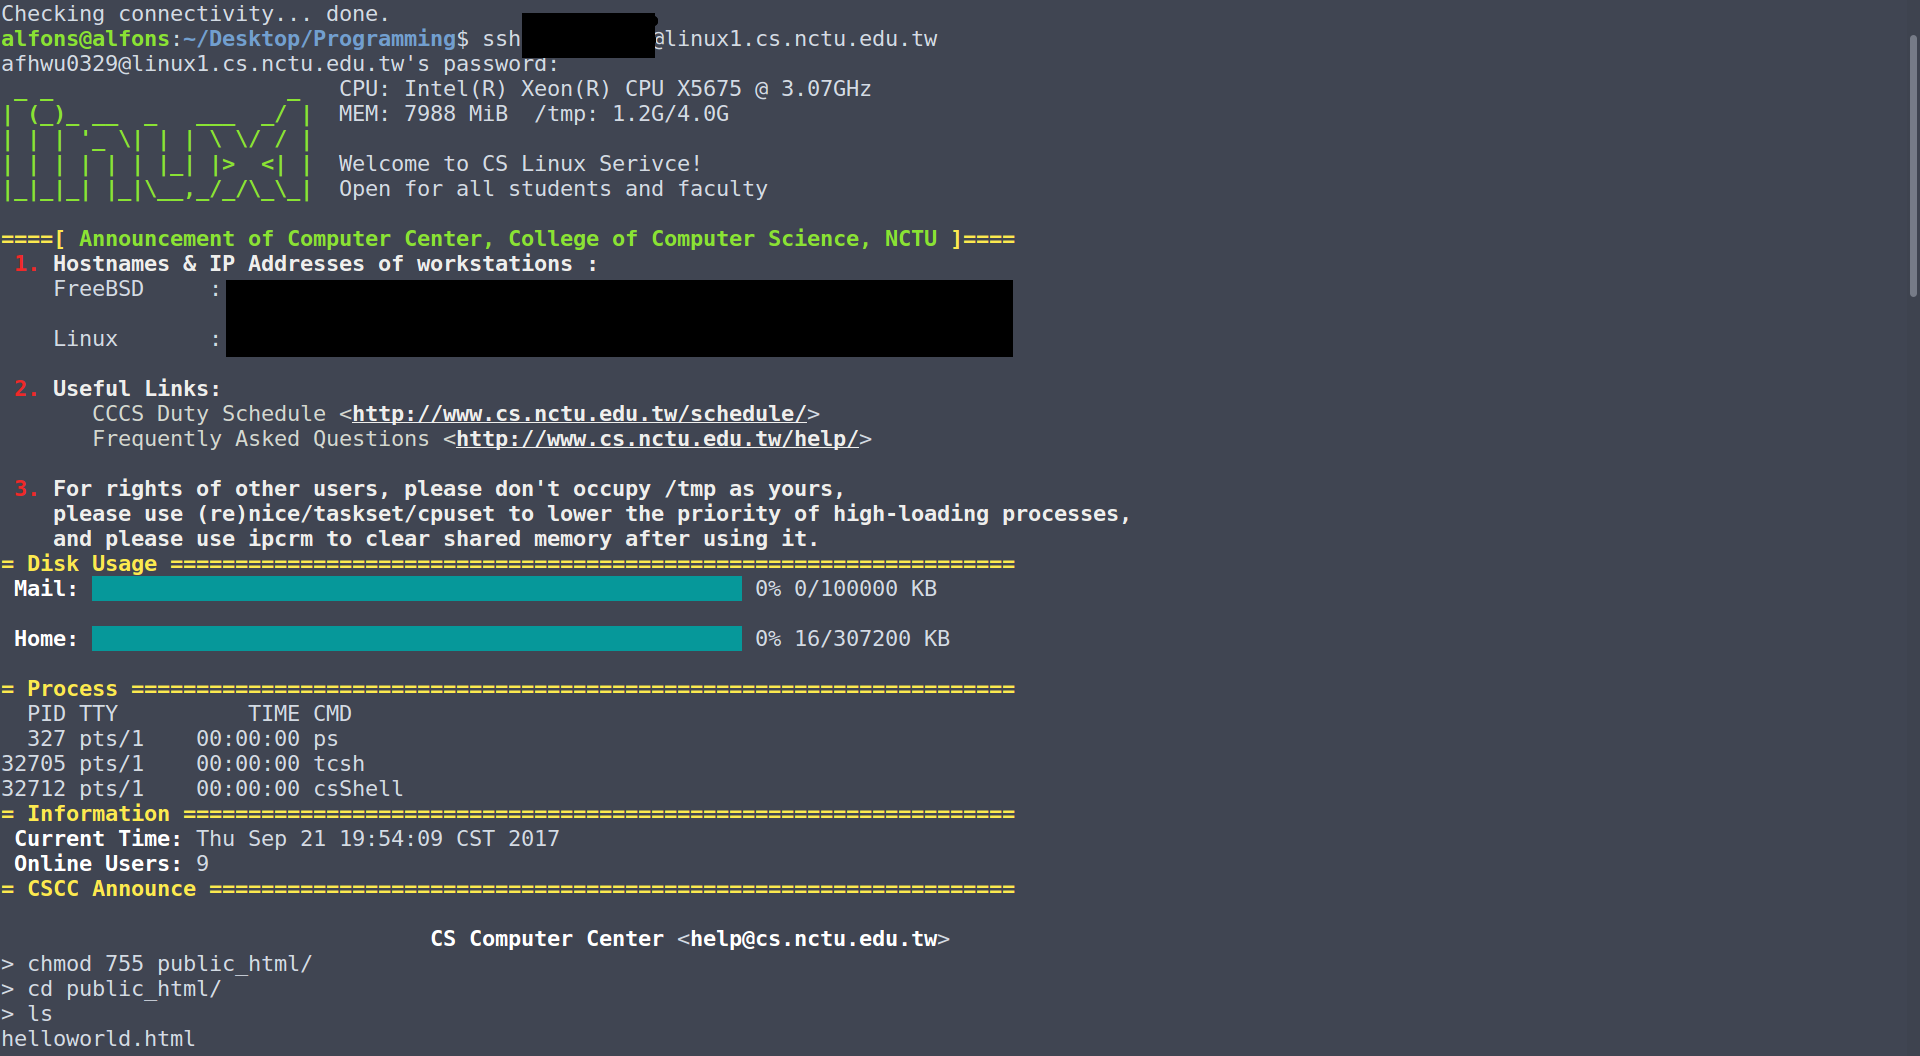 Checking connectivity... done.
alfons@alfons:~/Desktop/Programming$ ssh @linux1.cs.nctu.edu.tw
afhwu0329@linux1.cs.nctu.edu.tw's password:
  _ _                  _   CPU: Intel(R) Xeon(R) CPU X5675 @ 3.07GHz
| (_)_ __  _   ___  _/ |  MEM: 7988 MiB  /tmp: 1.2G/4.0G
| | | '_ \| | | \ \/ / |
| | | | | | |_| |>  <| |  Welcome to CS Linux Serivce!
|_|_|_| |_|\__,_/_/\_\_|  Open for all students and faculty
====[ Announcement of Computer Center, College of Computer Science, NCTU ]====
 1. Hostnames & IP Addresses of workstations :
    FreeBSD     :
    Linux       :
 2. Useful Links:
       CCCS Duty Schedule <http://www.cs.nctu.edu.tw/schedule/>
       Frequently Asked Questions <http://www.cs.nctu.edu.tw/help/>
 3. For rights of other users, please don't occupy /tmp as yours,
    please use (re)nice/taskset/cpuset to lower the priority of high-loading processes,
    and please use ipcrm to clear shared memory after using it.
= Disk Usage =================================================================
 Mail: 0% 0/100000 KB
 Home: 0% 16/307200 KB
= Process ====================================================================
  PID TTY          TIME CMD
  327 pts/1    00:00:00 ps
32705 pts/1    00:00:00 tcsh
32712 pts/1    00:00:00 csShell
= Information ================================================================
 Current Time: Thu Sep 21 19:54:09 CST 2017
 Online Users: 9
= CSCC Announce ==============================================================
                                 CS Computer Center <help@cs.nctu.edu.tw>
> chmod 755 public_html/
> cd public_html/
> ls
helloworld.html